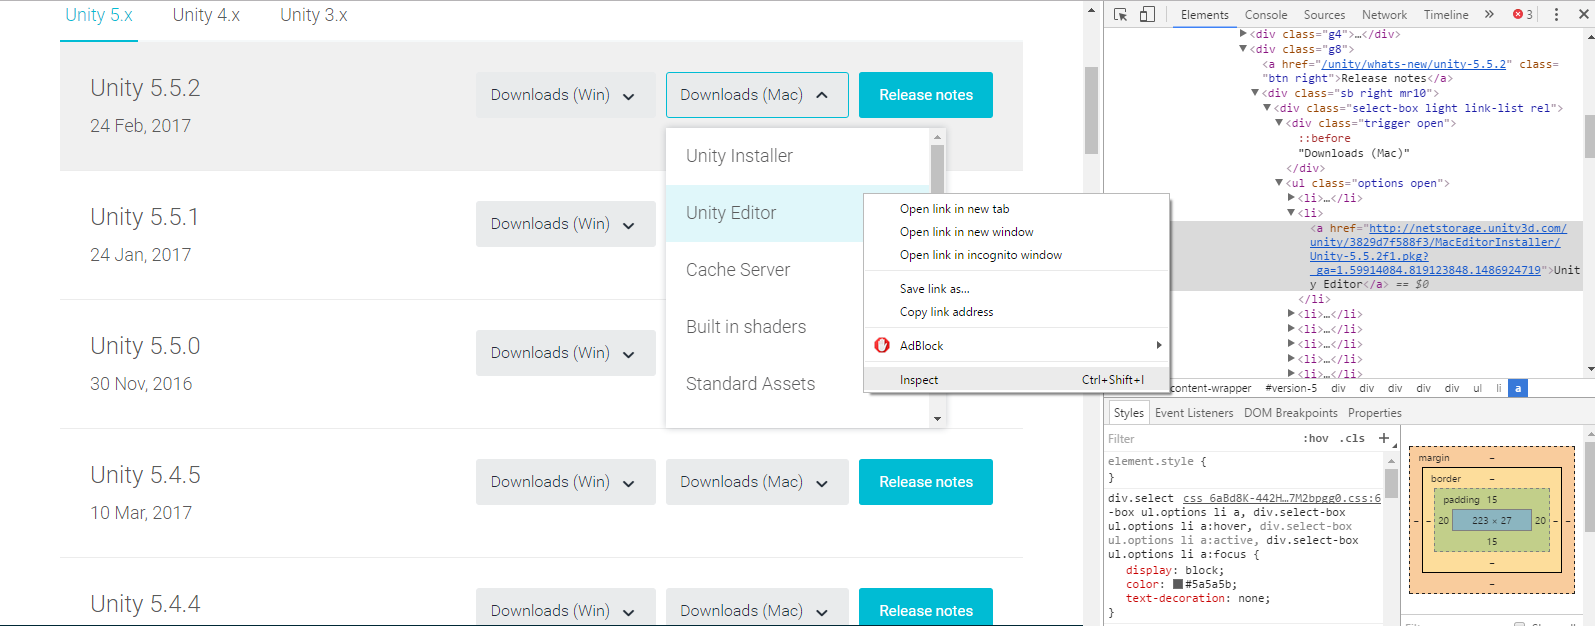 Unity 5.x Unity 4.x Unity 3.x
Unity 5.5.2
24 Feb, 2017
Downloads (Win)
Downloads (Mac)
Release notes
Unity Installer
Unity Editor
Cache Server
Built in shaders
Standard Assets
Open link in new tab
Open link in new window
Open link in incognito window
Save link as...
Copy link address
AdBlock
Inspect Ctrl+Shift+I
Unity 5.5.1
24 Jan, 2017
Downloads (Win)
Unity 5.5.0
30 Nov, 2016
Downloads (Win)
Unity 5.4.5
10 Mar, 2017
Downloads (Win)
Downloads (Mac)
Release notes
Unity 5.4.4
Downloads (Win)
Downloads (Mac)
Release notes
Elements Console Sources Network Timeline » 3
<div class="g4">…</div>
<div class="g8">
<a href="/unity/whats-new/unity-5.5.2" class=
"btn right">Release notes</a>
<div class="sb right mr10">
<div class="select-box light link-list rel">
<div class="trigger open">
::before
"Downloads (Mac)"
</div>
<ul class="options open">
<li>…</li>
<li>
<a href="http://netstorage.unity3d.com/
unity/3829d7f588f3/MacEditorInstaller/
Unity-5.5.2f1.pkg?
_ga=1.59914084.819123848.1486924719">Unit
y Editor</a> == $0
</li>
<li>…</li>
<li>…</li>
<li>…</li>
<li>…</li>
<li>…</li>
content-wrapper #version-5 div div div div div ul li a
Styles Event Listeners DOM Breakpoints Properties
Filter :hov .cls +
element.style {
}
div.select css_6aBd8K-442H…7M2bpgg0.css:6
-box ul.options li a, div.select-box
ul.options li a:hover, div.select-box
ul.options li a:active, div.select-box
ul.options li a:focus {
display: block;
color: #5a5a5b;
text-decoration: none;
}
margin –
border –
padding 15
– – 20 223 × 27 20 – –
15
–
–